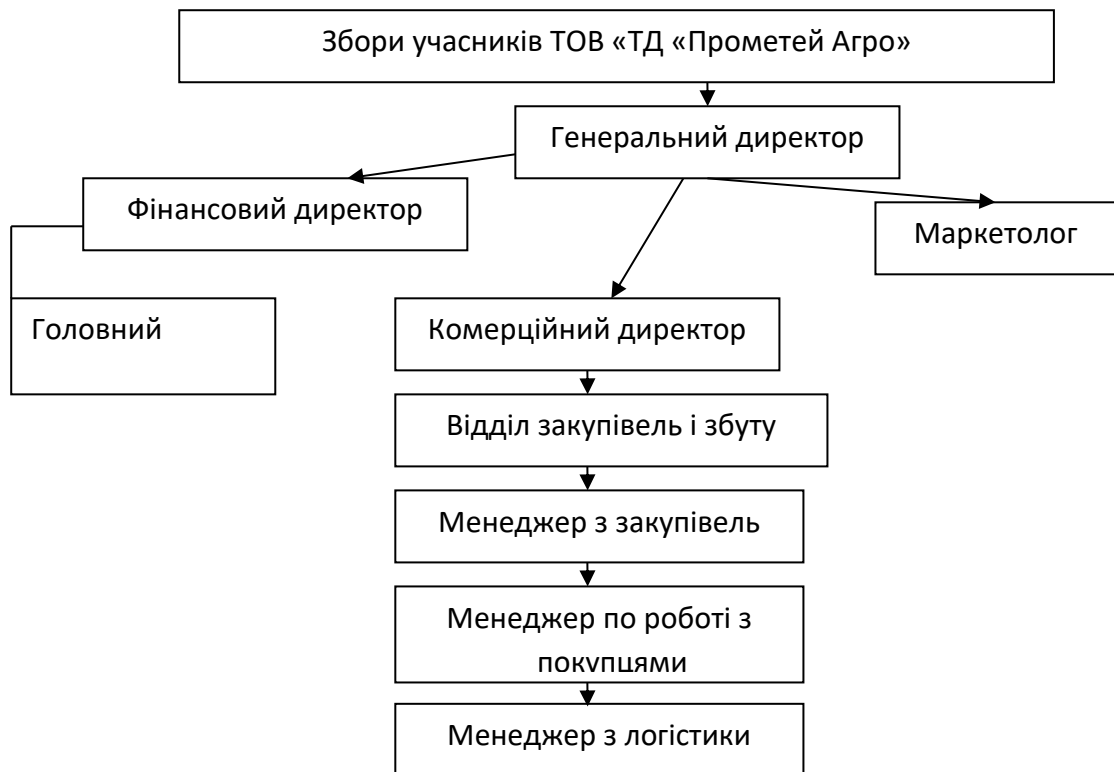 Збори учасників ТОВ «ТД «Прометей Агро»
Генеральний директор
Фінансовий директор
Маркетолог
Головний
Комерційний директор
Відділ закупівель і збуту
Менеджер з закупівель
Менеджер по роботі з
покупцями
Менеджер з логістики